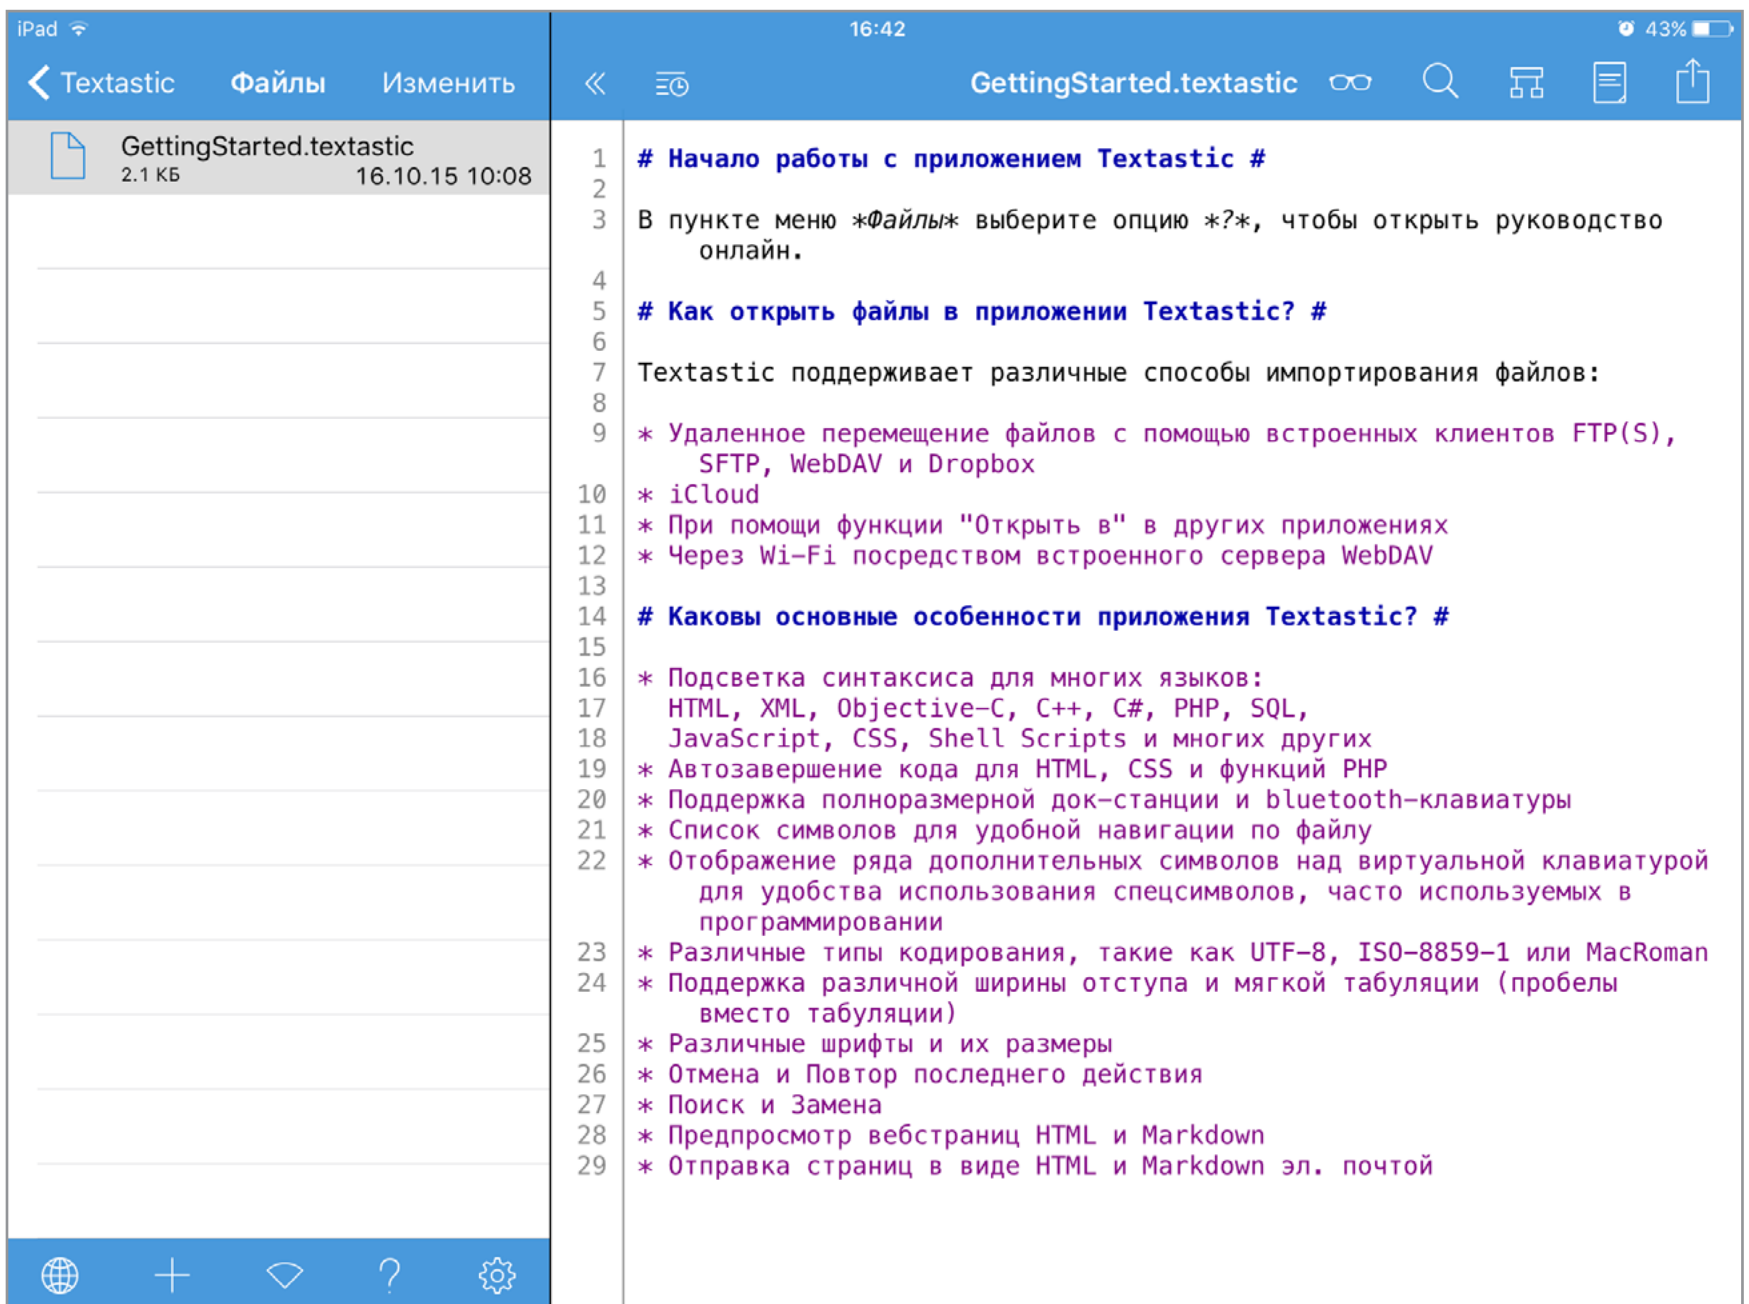 iPad 16:42 43%
Textastic Файлы Изменить GettingStarted.textastic
GettingStarted.textastic
2.1 КБ 16.10.15 10:08
1 # Начало работы с приложением Textastic #
2
3 В пункте меню *Файлы* выберите опцию *?*, чтобы открыть руководство
онлайн.
4
5 # Как открыть файлы в приложении Textastic? #
6
7 Textastic поддерживает различные способы импортирования файлов:
8
9 * Удаленное перемещение файлов с помощью встроенных клиентов FTP(S),
SFTP, WebDAV и Dropbox
10 * iCloud
11 * При помощи функции "Открыть в" в других приложениях
12 * Через Wi-Fi посредством встроенного сервера WebDAV
13
14 # Каковы основные особенности приложения Textastic? #
15
16 * Подсветка синтаксиса для многих языков:
17 HTML, XML, Objective-C, C++, C#, PHP, SQL,
18 JavaScript, CSS, Shell Scripts и многих других
19 * Автозавершение кода для HTML, CSS и функций PHP
20 * Поддержка полноразмерной док-станции и bluetooth-клавиатуры
21 * Список символов для удобной навигации по файлу
22 * Отображение ряда дополнительных символов над виртуальной клавиатурой
для удобства использования спецсимволов, часто используемых в
программировании
23 * Различные типы кодирования, такие как UTF-8, ISO-8859-1 или MacRoman
24 * Поддержка различной ширины отступа и мягкой табуляции (пробелы
вместо табуляции)
25 * Различные шрифты и их размеры
26 * Отмена и Повтор последнего действия
27 * Поиск и Замена
28 * Предпросмотр вебстраниц HTML и Markdown
29 * Отправка страниц в виде HTML и Markdown эл. почтой